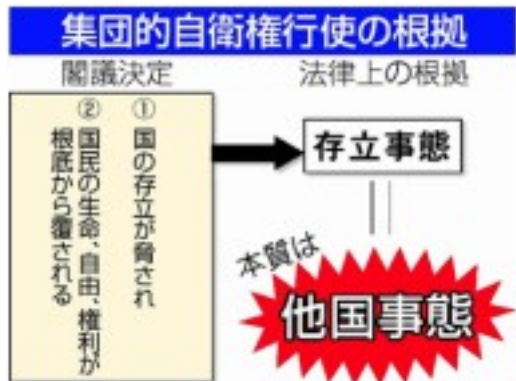 集団的自衛権行使の根拠
閣議決定
① 国の存立が脅され
② 国民の生命、自由、権利が
根底から覆される
法律上の根拠
存立事態
本質は
他国事態